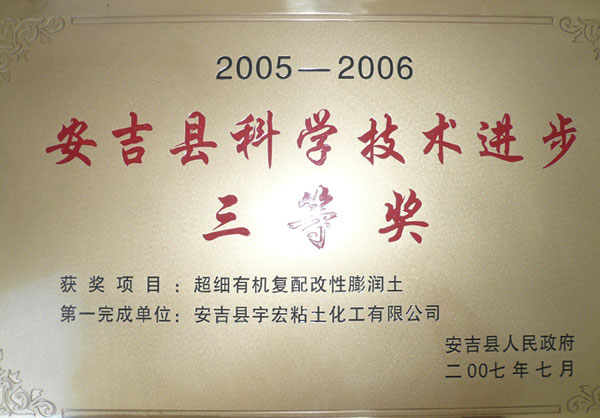 2005—2006
安吉县科学技术进步
三等奖
获奖项目：超细有机复配改性膨润土
第一完成单位：安吉县宇宏粘土化工有限公司
安吉县人民政府
二00七年七月